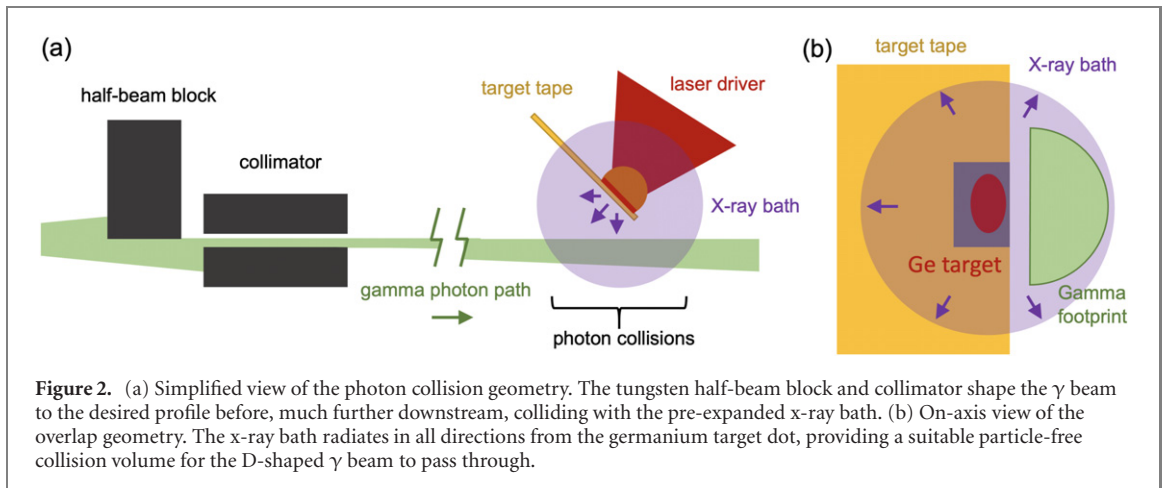 (a)
half-beam block
collimator
target tape
laser driver
X-ray bath
gamma photon path
photon collisions
(b)
target tape
X-ray bath
Ge target
Gamma
footprint
Figure 2. (a) Simplified view of the photon collision geometry. The tungsten half-beam block and collimator shape the γ beam
to the desired profile before, much further downstream, colliding with the pre-expanded x-ray bath. (b) On-axis view of the
overlap geometry. The x-ray bath radiates in all directions from the germanium target dot, providing a suitable particle-free
collision volume for the D-shaped γ beam to pass through.